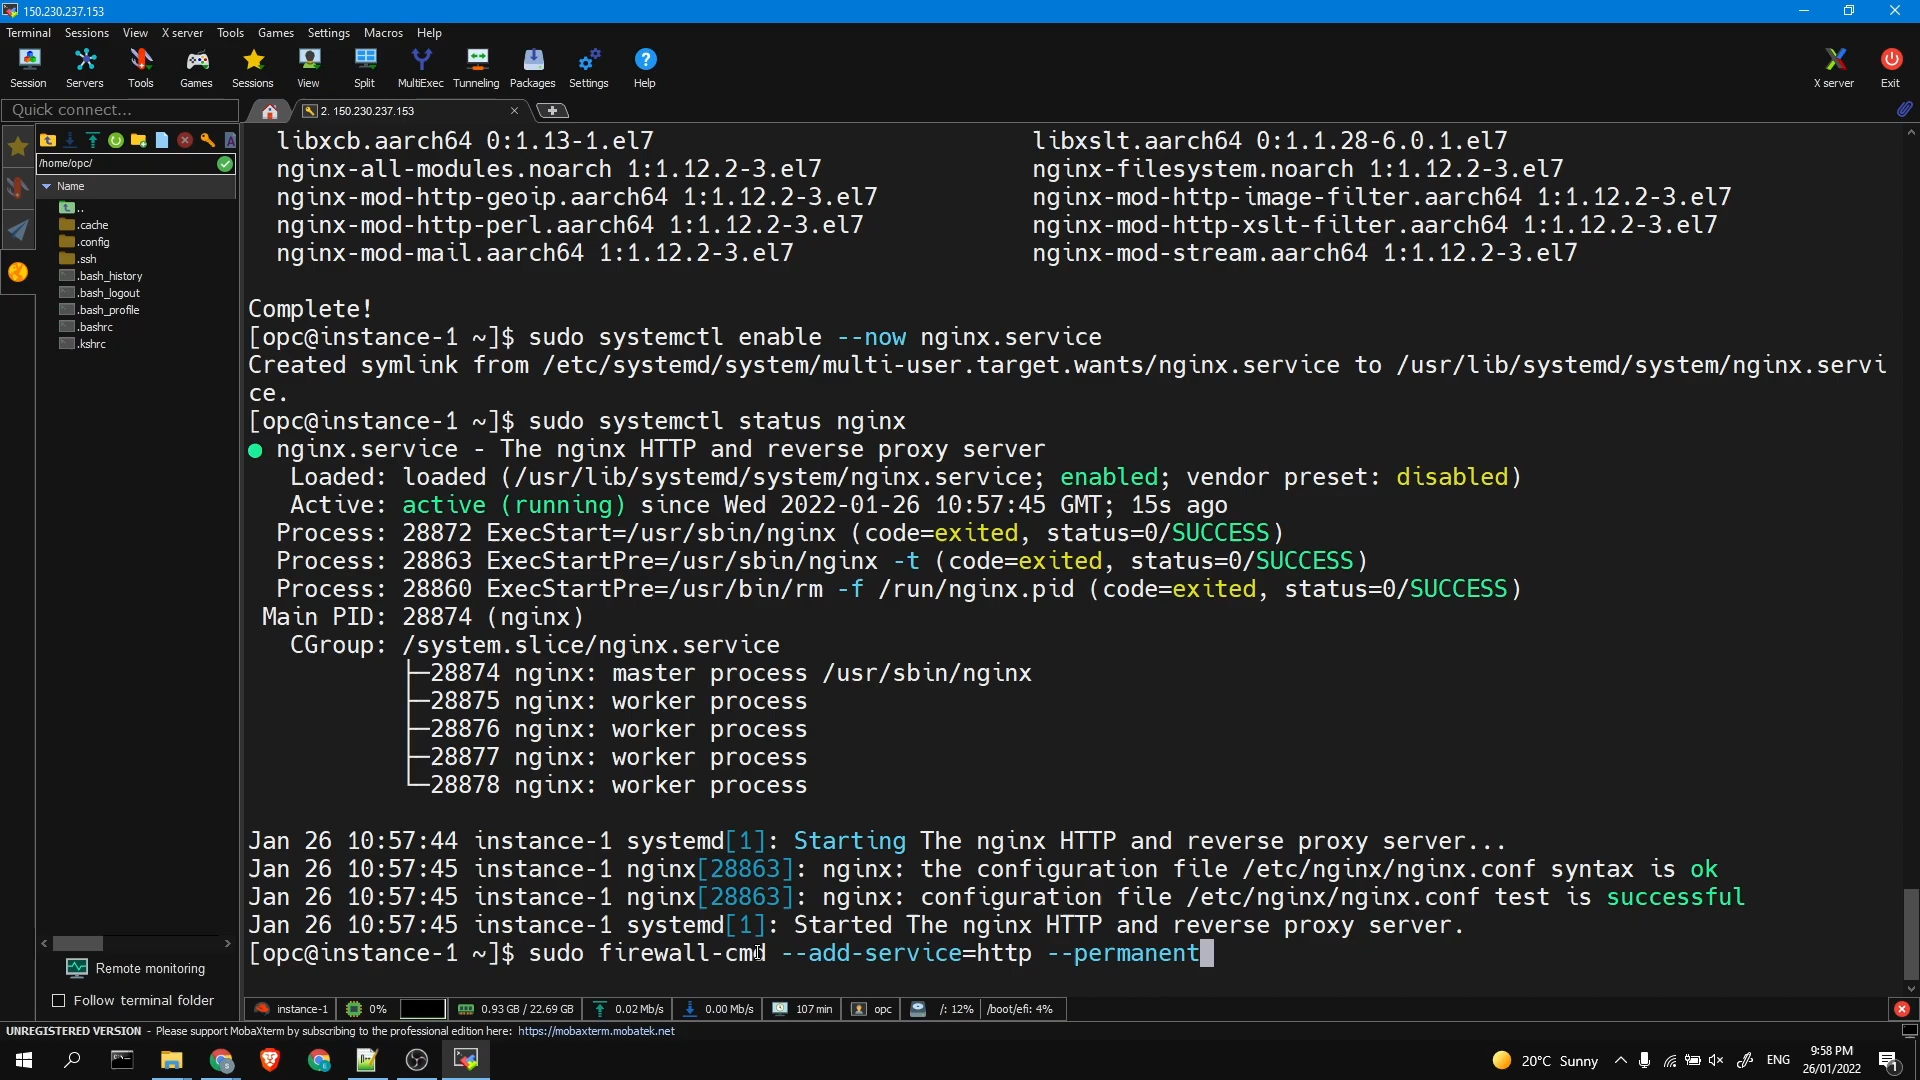 150.230.237.153
Terminal Sessions View X server Tools Games Settings Macros Help
Session Servers Tools Games Sessions View Split MultiExec Tunneling Packages Settings Help X server Exit
Quick connect...
2. 150.230.237.153
/home/opc/
Name
..
.cache
.config
.ssh
.bash_history
.bash_logout
.bash_profile
.bashrc
.kshrc
libxcb.aarch64 0:1.13-1.el7 libxslt.aarch64 0:1.1.28-6.0.1.el7
nginx-all-modules.noarch 1:1.12.2-3.el7 nginx-filesystem.noarch 1:1.12.2-3.el7
nginx-mod-http-geoip.aarch64 1:1.12.2-3.el7 nginx-mod-http-image-filter.aarch64 1:1.12.2-3.el7
nginx-mod-http-perl.aarch64 1:1.12.2-3.el7 nginx-mod-http-xslt-filter.aarch64 1:1.12.2-3.el7
nginx-mod-mail.aarch64 1:1.12.2-3.el7 nginx-mod-stream.aarch64 1:1.12.2-3.el7
Complete!
[opc@instance-1 ~]$ sudo systemctl enable --now nginx.service
Created symlink from /etc/systemd/system/multi-user.target.wants/nginx.service to /usr/lib/systemd/system/nginx.servi
ce.
[opc@instance-1 ~]$ sudo systemctl status nginx
● nginx.service - The nginx HTTP and reverse proxy server
Loaded: loaded (/usr/lib/systemd/system/nginx.service; enabled; vendor preset: disabled)
Active: active (running) since Wed 2022-01-26 10:57:45 GMT; 15s ago
Process: 28872 ExecStart=/usr/sbin/nginx (code=exited, status=0/SUCCESS)
Process: 28863 ExecStartPre=/usr/sbin/nginx -t (code=exited, status=0/SUCCESS)
Process: 28860 ExecStartPre=/usr/bin/rm -f /run/nginx.pid (code=exited, status=0/SUCCESS)
Main PID: 28874 (nginx)
CGroup: /system.slice/nginx.service
├─28874 nginx: master process /usr/sbin/nginx
├─28875 nginx: worker process
├─28876 nginx: worker process
├─28877 nginx: worker process
└─28878 nginx: worker process
Jan 26 10:57:44 instance-1 systemd[1]: Starting The nginx HTTP and reverse proxy server...
Jan 26 10:57:45 instance-1 nginx[28863]: nginx: the configuration file /etc/nginx/nginx.conf syntax is ok
Jan 26 10:57:45 instance-1 nginx[28863]: nginx: configuration file /etc/nginx/nginx.conf test is successful
Jan 26 10:57:45 instance-1 systemd[1]: Started The nginx HTTP and reverse proxy server.
[opc@instance-1 ~]$ sudo firewall-cmd --add-service=http --permanent
Remote monitoring
Follow terminal folder
instance-1 0% 0.93 GB / 22.69 GB 0.02 Mb/s 0.00 Mb/s 107 min opc /: 12% /boot/efi: 4%
UNREGISTERED VERSION - Please support MobaXterm by subscribing to the professional edition here: https://mobaxterm.mobatek.net
20°C Sunny ENG 9:58 PM
26/01/2022 1